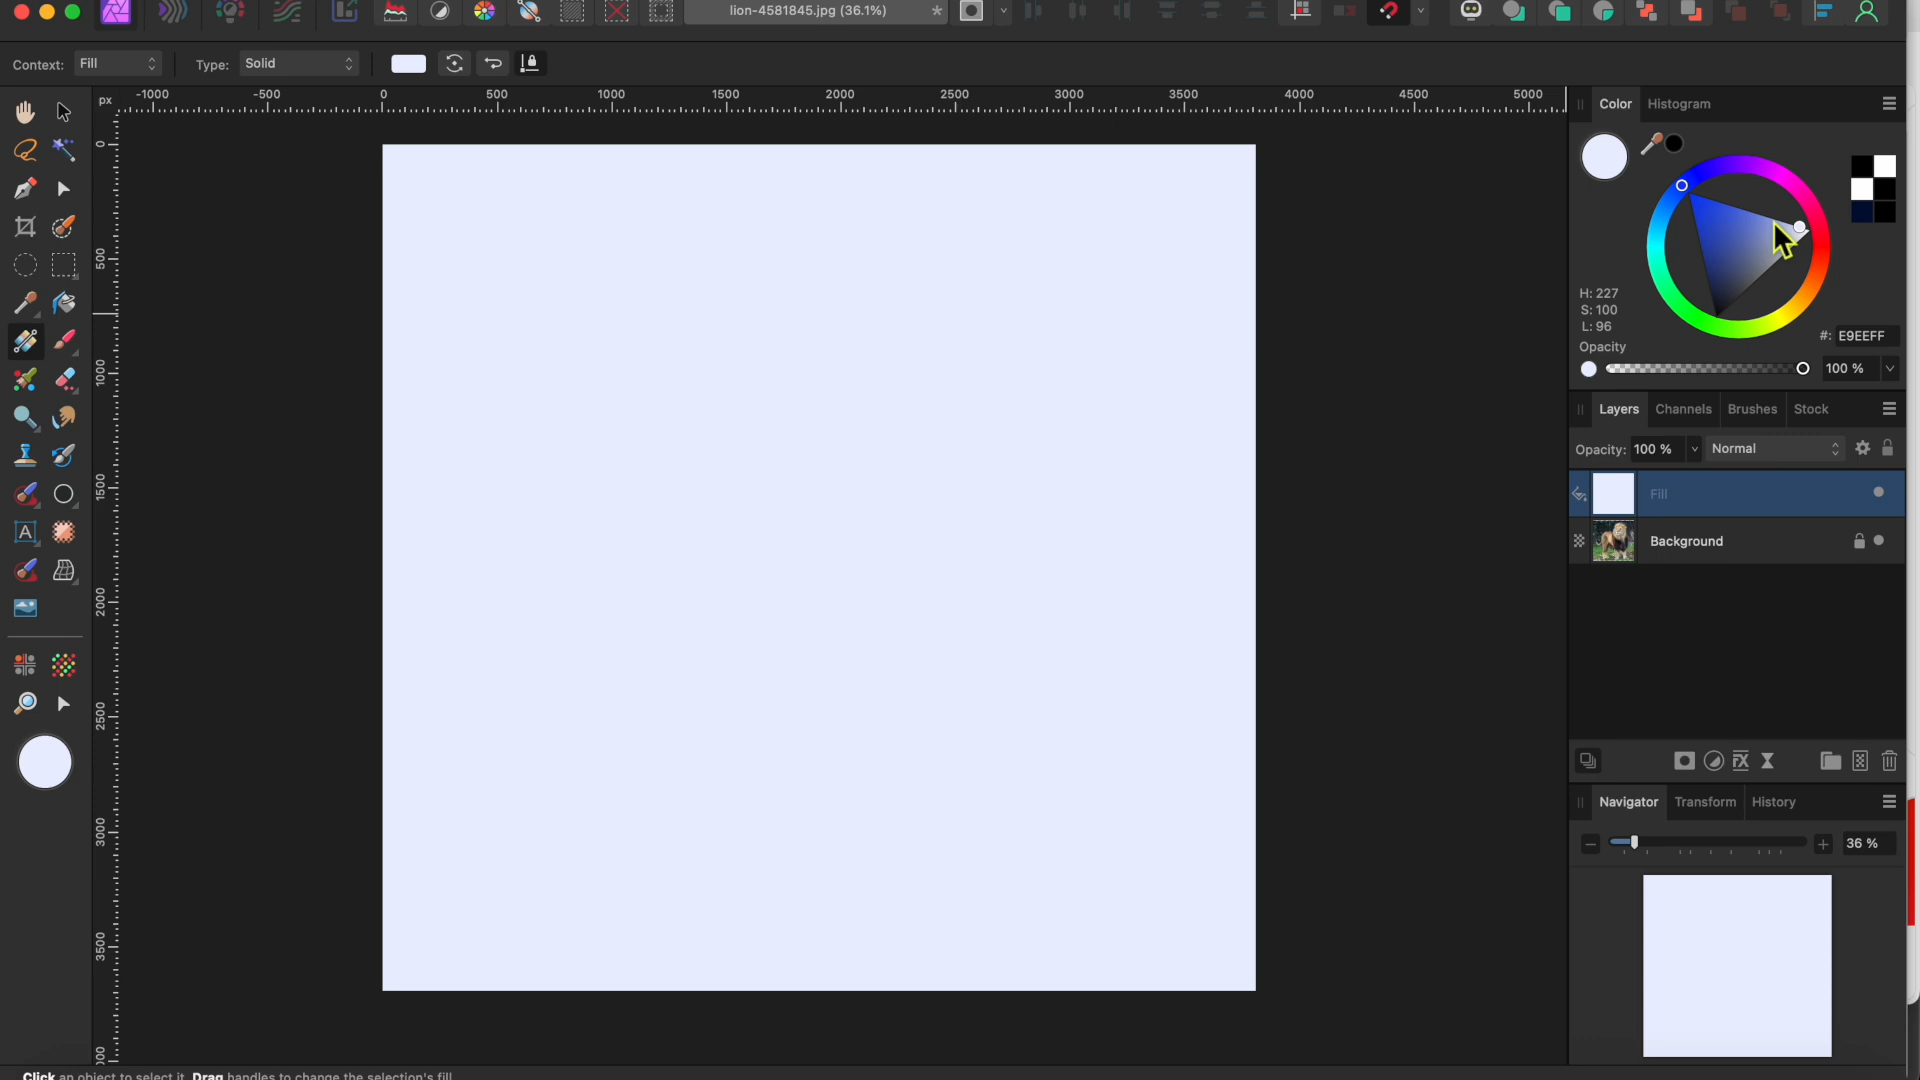 lion-4581845.jpg (36.1%)
*
Context: Fill
Type: Solid
px -1000 -500 0 500 1000 1500 2000 2500 3000 3500 4000 4500 5000
0
500
1000
1500
2000
2500
3000
3500
Color Histogram
H: 227
S: 100
L: 96
#: E9EEFF
Opacity
100 %
Layers Channels Brushes Stock
Opacity: 100 % Normal
Fill
Background
Navigator Transform History
36 %
Click an object to select it. Drag handles to change the selection's fill.